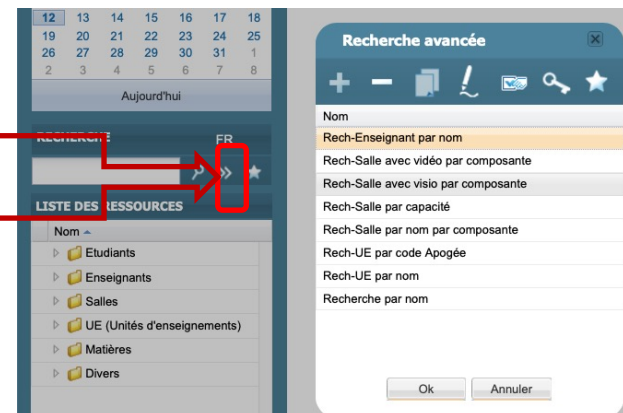 12 13 14 15 16 17 18
19 20 21 22 23 24 25
26 27 28 29 30 31 1
2 3 4 5 6 7 8
Aujourd'hui
RECHERCHE FR
LISTE DES RESSOURCES
Nom
Etudiants
Enseignants
Salles
UE (Unités d'enseignements)
Matières
Divers
Recherche avancée
Nom
Rech-Enseignant par nom
Rech-Salle avec vidéo par composante
Rech-Salle avec visio par composante
Rech-Salle par capacité
Rech-Salle par nom par composante
Rech-UE par code Apogée
Rech-UE par nom
Recherche par nom
Ok Annuler